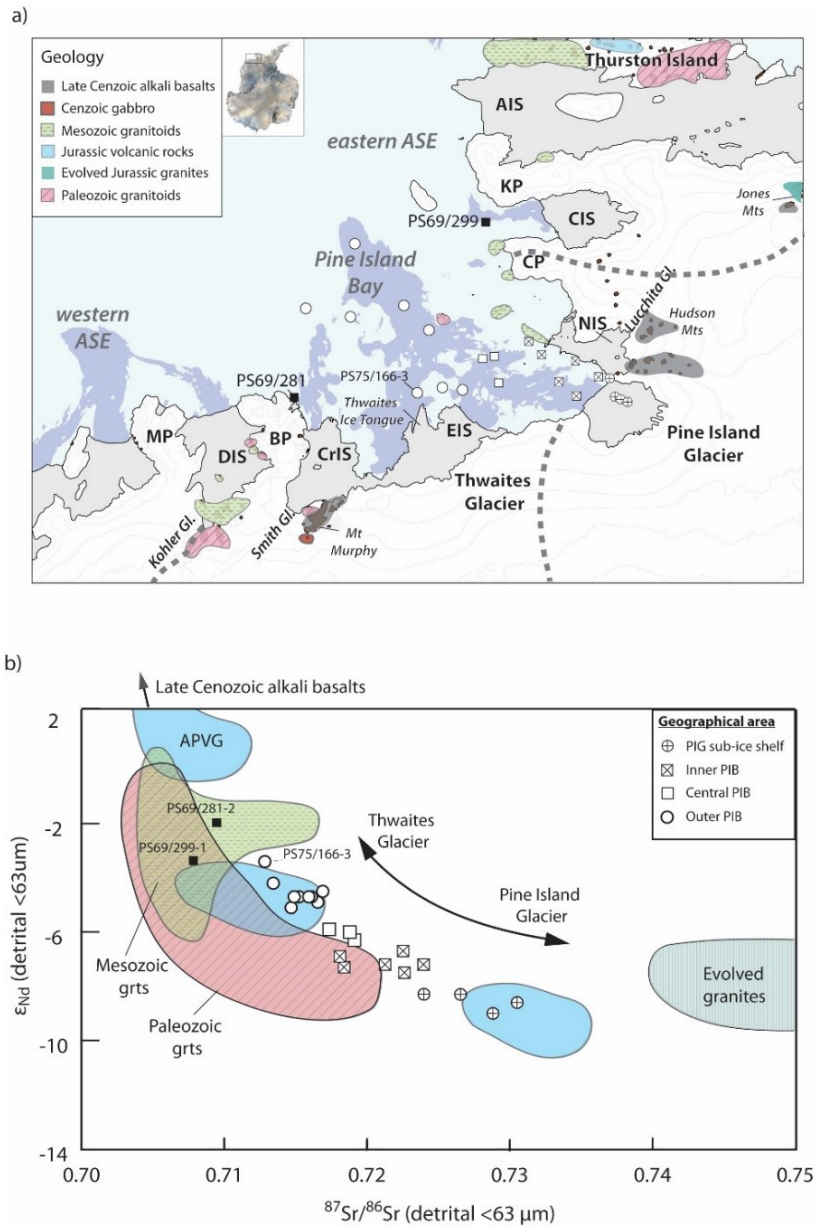 a)
Geology
Late Cenzoic alkali basalts
Cenzoic gabbro
Mesozoic granitoids
Jurassic volcanic rocks
Evolved Jurassic granites
Paleozoic granitoids
Thurston Island
AIS
eastern ASE
KP
PS69/299
CIS
Jones
Mts
CP
Pine Island
Bay
Lucchita Gl.
NIS
Hudson
Mts
western
ASE
PS69/281
PS75/166-3
Thwaites
Ice Tongue
MP
BP
DIS
CrIS
EIS
Pine Island
Glacier
Thwaites
Glacier
Kohler Gl.
Smith Gl.
Mt
Murphy
b)
Late Cenozoic alkali basalts
2
-2
-6
-10
-14
εNd (detrital <63um)
APVG
PS69/281-2
PS69/299-1
PS75/166-3
Mesozoic
grts
Paleozoic
grts
Thwaites
Glacier
Pine Island
Glacier
Evolved
granites
Geographical area
PIG sub-ice shelf
Inner PIB
Central PIB
Outer PIB
0.70 0.71 0.72 0.73 0.74 0.75
⁸⁷Sr/⁸⁶Sr (detrital <63 μm)